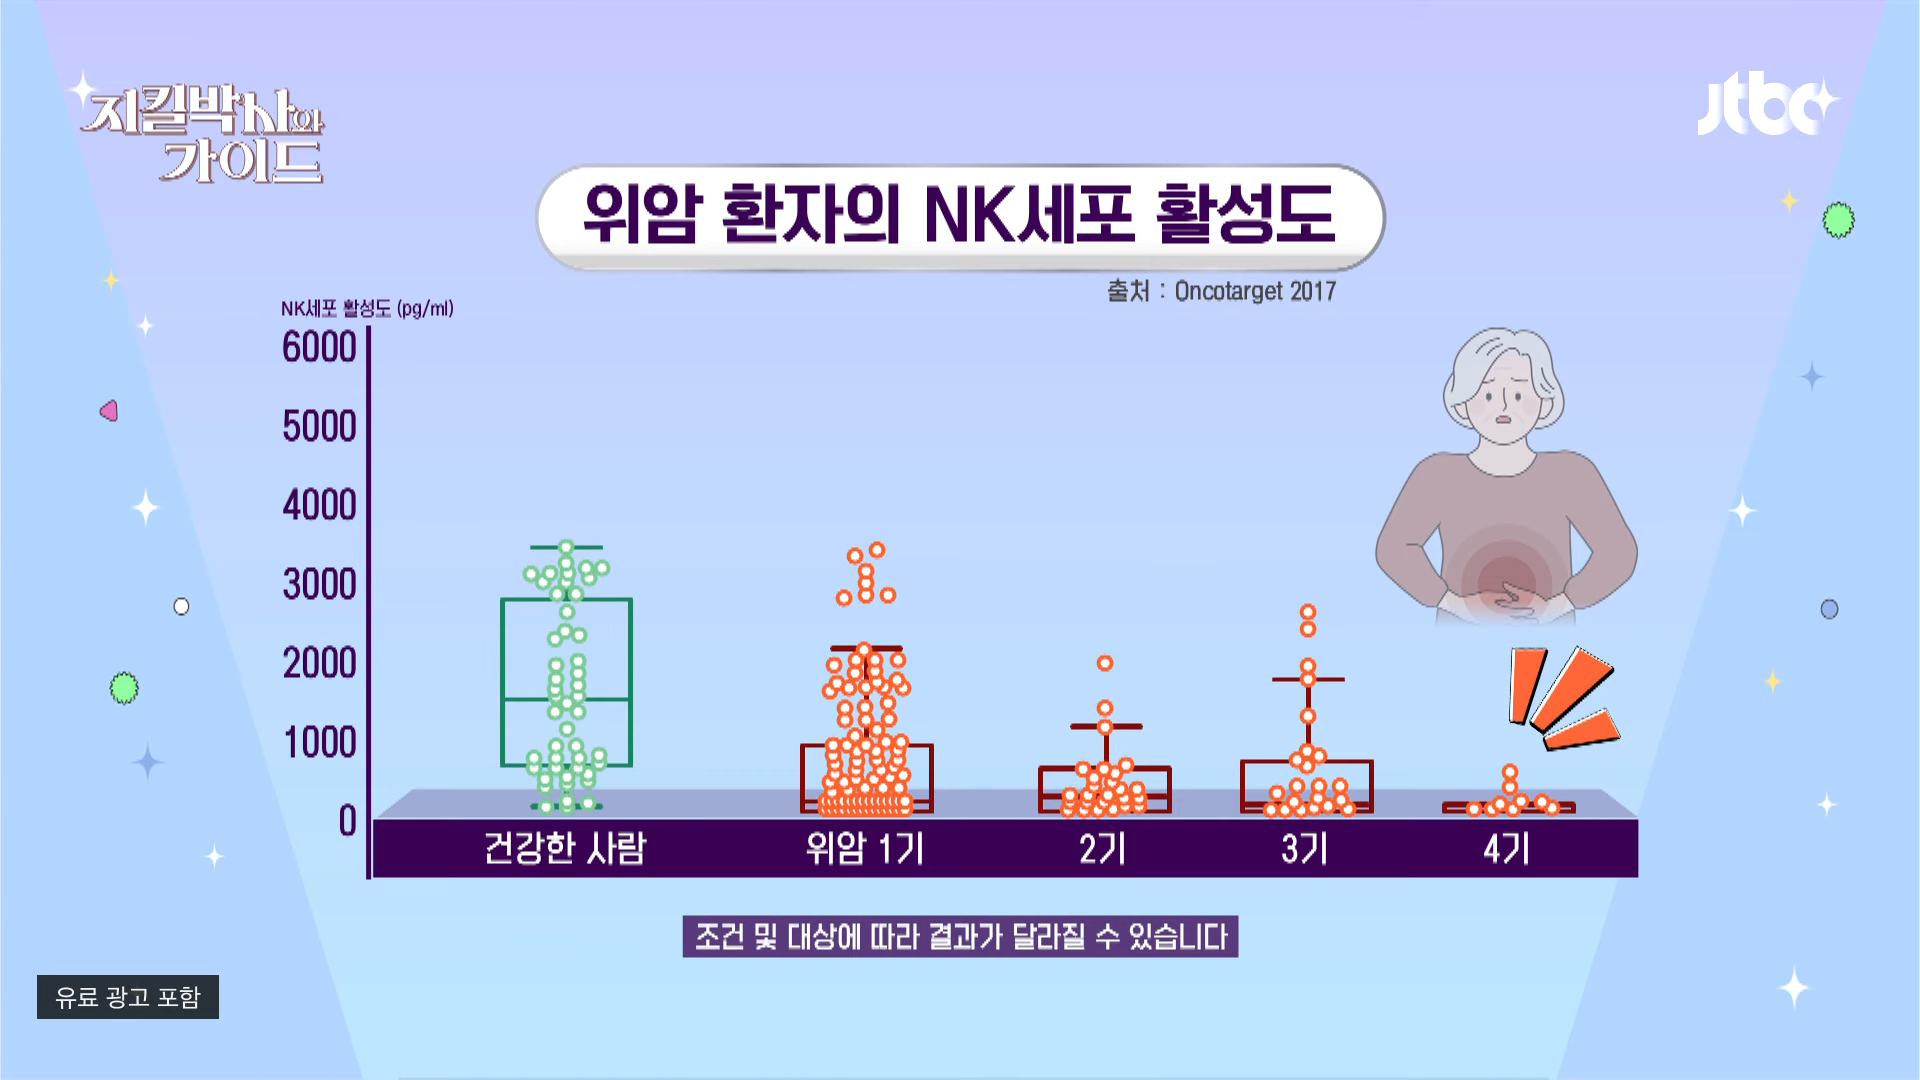 지킬박사와
가이드
jtbc
위암 환자의 NK세포 활성도
출처 : Oncotarget 2017
NK세포 활성도 (pg/ml)
6000
5000
4000
3000
2000
1000
0
건강한 사람 위암 1기 2기 3기 4기
조건 및 대상에 따라 결과가 달라질 수 있습니다
유료 광고 포함